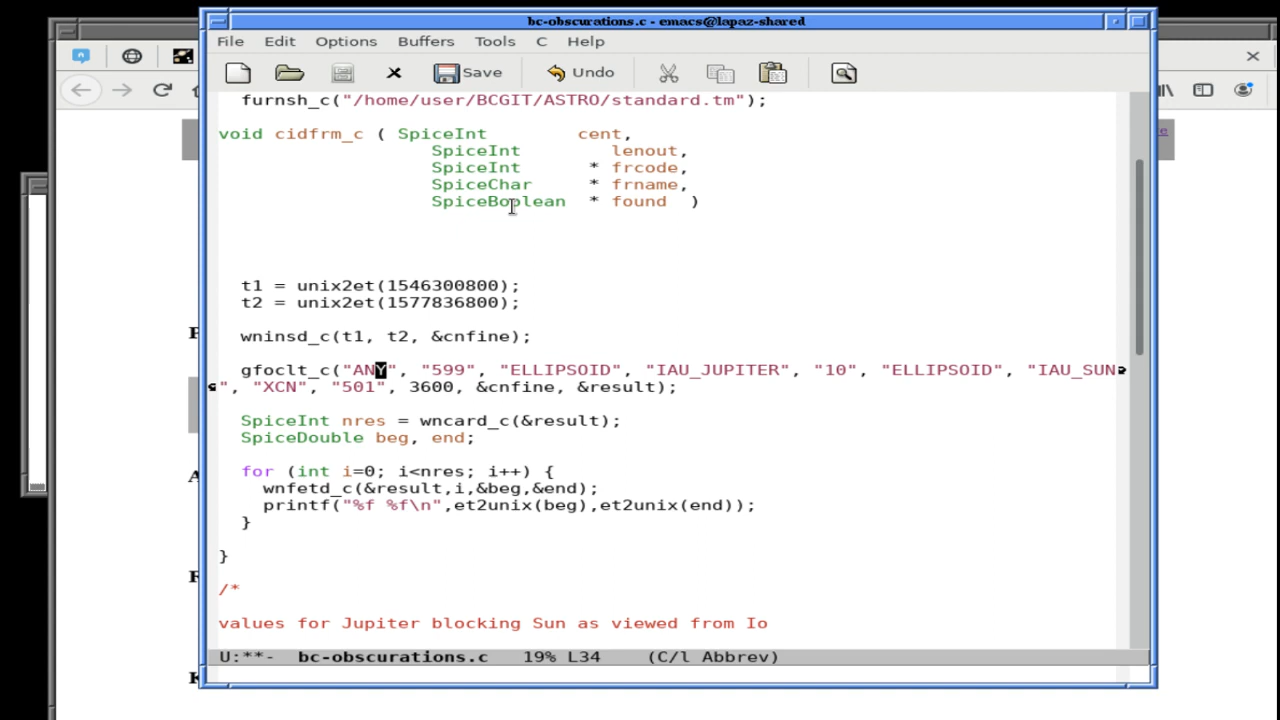 bc-obscurations.c - emacs@lapaz-shared
File Edit Options Buffers Tools C Help
Save Undo
furnsh_c("/home/user/BCGIT/ASTRO/standard.tm");
void cidfrm_c ( SpiceInt cent,
SpiceInt lenout,
SpiceInt * frcode,
SpiceChar * frname,
SpiceBoolean * found )
t1 = unix2et(1546300800);
t2 = unix2et(1577836800);
wninsd_c(t1, t2, &cnfine);
gfoclt_c("ANY", "599", "ELLIPSOID", "IAU_JUPITER", "10", "ELLIPSOID", "IAU_SUN
", "XCN", "501", 3600, &cnfine, &result);
SpiceInt nres = wncard_c(&result);
SpiceDouble beg, end;
for (int i=0; i<nres; i++) {
wnfetd_c(&result,i,&beg,&end);
printf("%f %f\n",et2unix(beg),et2unix(end));
}
}
/*
values for Jupiter blocking Sun as viewed from Io
U:**- bc-obscurations.c 19% L34 (C/l Abbrev)